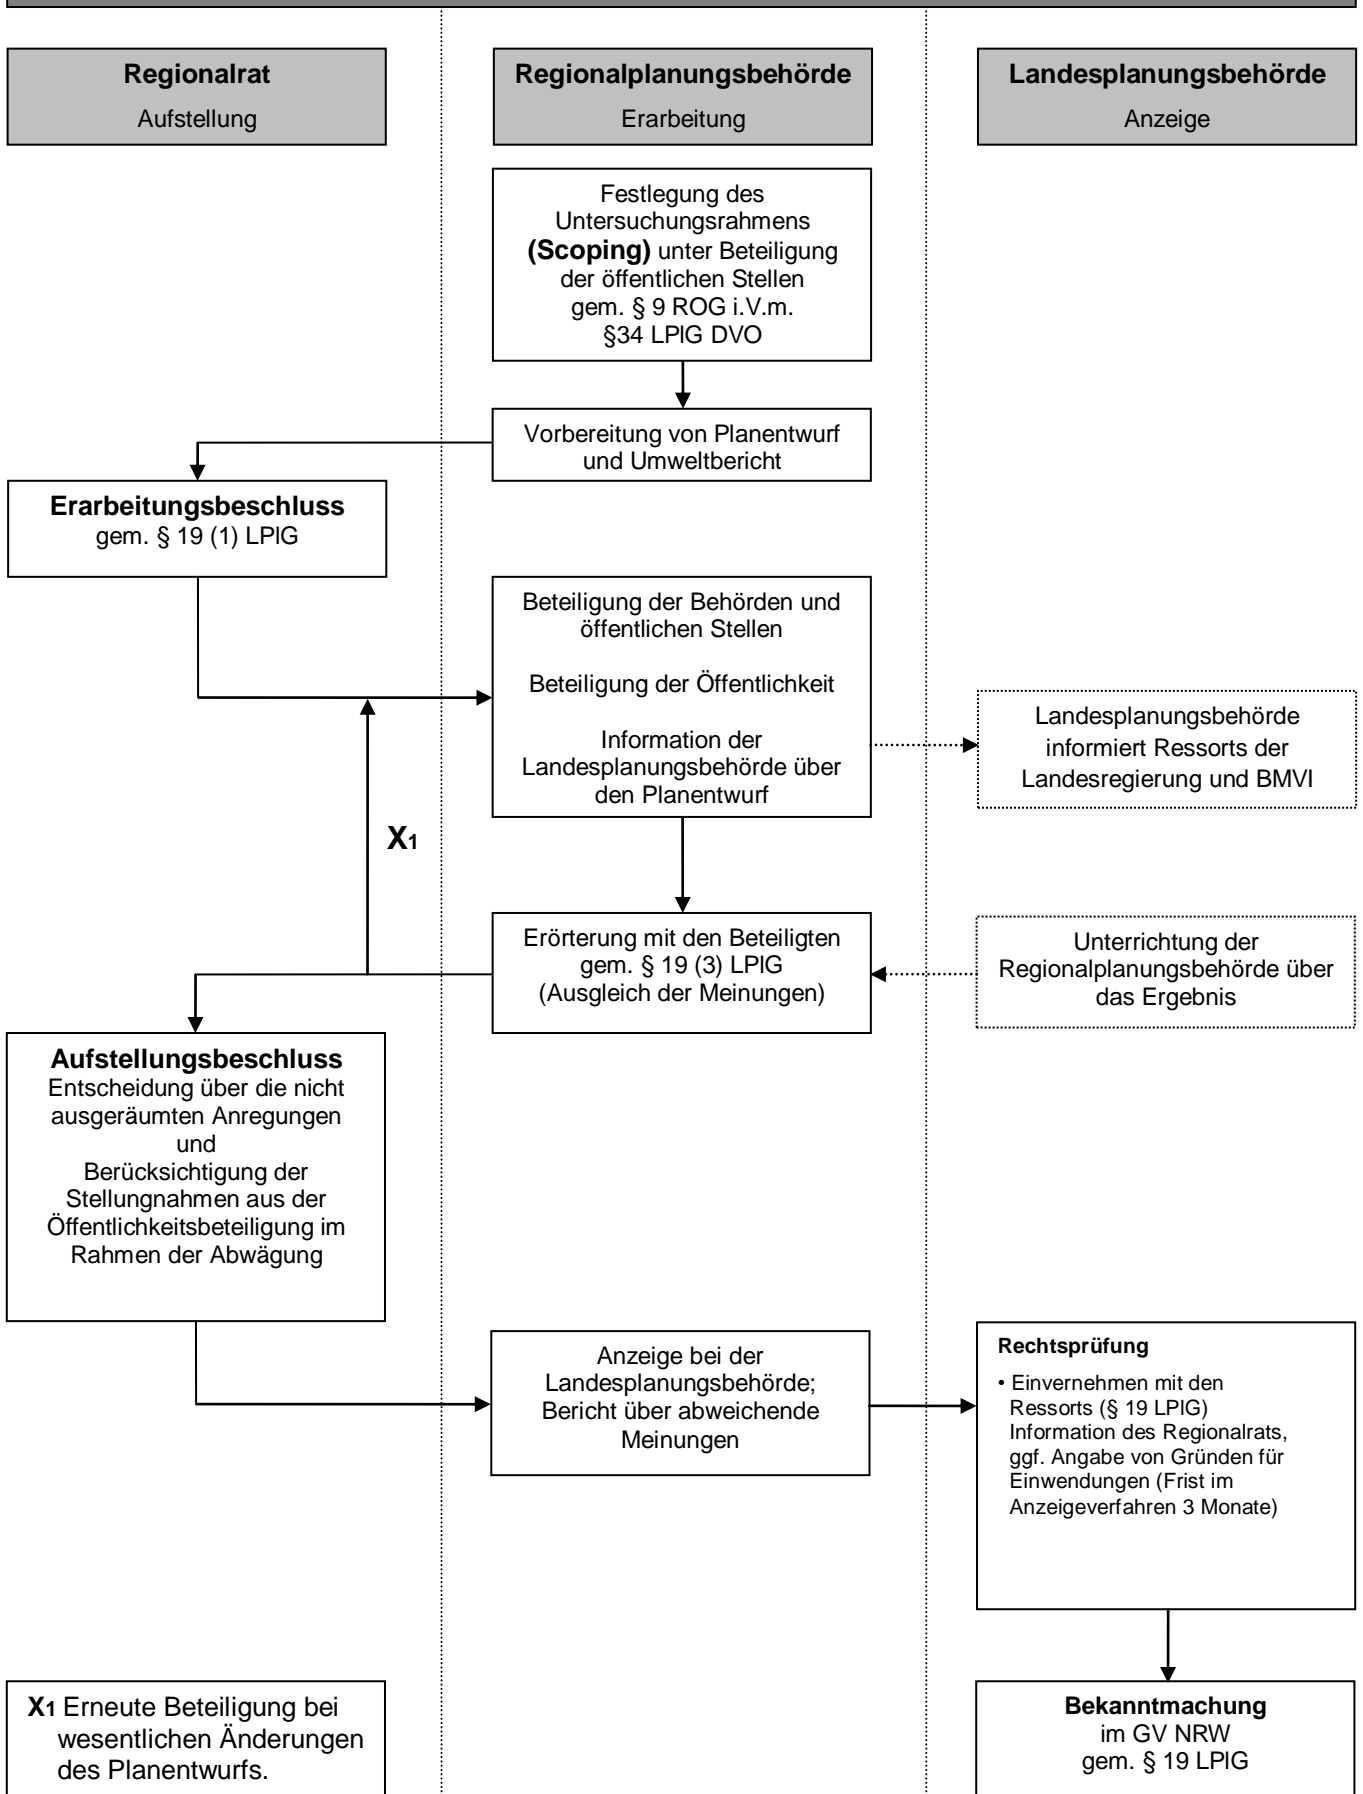 Regionalrat
Aufstellung
Regionalplanungsbehörde
Erarbeitung
Landesplanungsbehörde
Anzeige
Festlegung des
Untersuchungsrahmens
(Scoping) unter Beteiligung
der öffentlichen Stellen
gem. § 9 ROG i.V.m.
§34 LPlG DVO
Vorbereitung von Planentwurf
und Umweltbericht
Erarbeitungsbeschluss
gem. § 19 (1) LPlG
Beteiligung der Behörden und
öffentlichen Stellen
Beteiligung der Öffentlichkeit
Information der
Landesplanungsbehörde über
den Planentwurf
Landesplanungsbehörde
informiert Ressorts der
Landesregierung und BMVI
X1
Erörterung mit den Beteiligten
gem. § 19 (3) LPlG
(Ausgleich der Meinungen)
Unterrichtung der
Regionalplanungsbehörde über
das Ergebnis
Aufstellungsbeschluss
Entscheidung über die nicht
ausgeräumten Anregungen
und
Berücksichtigung der
Stellungnahmen aus der
Öffentlichkeitsbeteiligung im
Rahmen der Abwägung
Anzeige bei der
Landesplanungsbehörde;
Bericht über abweichende
Meinungen
Rechtsprüfung
• Einvernehmen mit den
Ressorts (§ 19 LPlG)
Information des Regionalrats,
ggf. Angabe von Gründen für
Einwendungen (Frist im
Anzeigeverfahren 3 Monate)
X1 Erneute Beteiligung bei
wesentlichen Änderungen
des Planentwurfs.
Bekanntmachung
im GV NRW
gem. § 19 LPlG